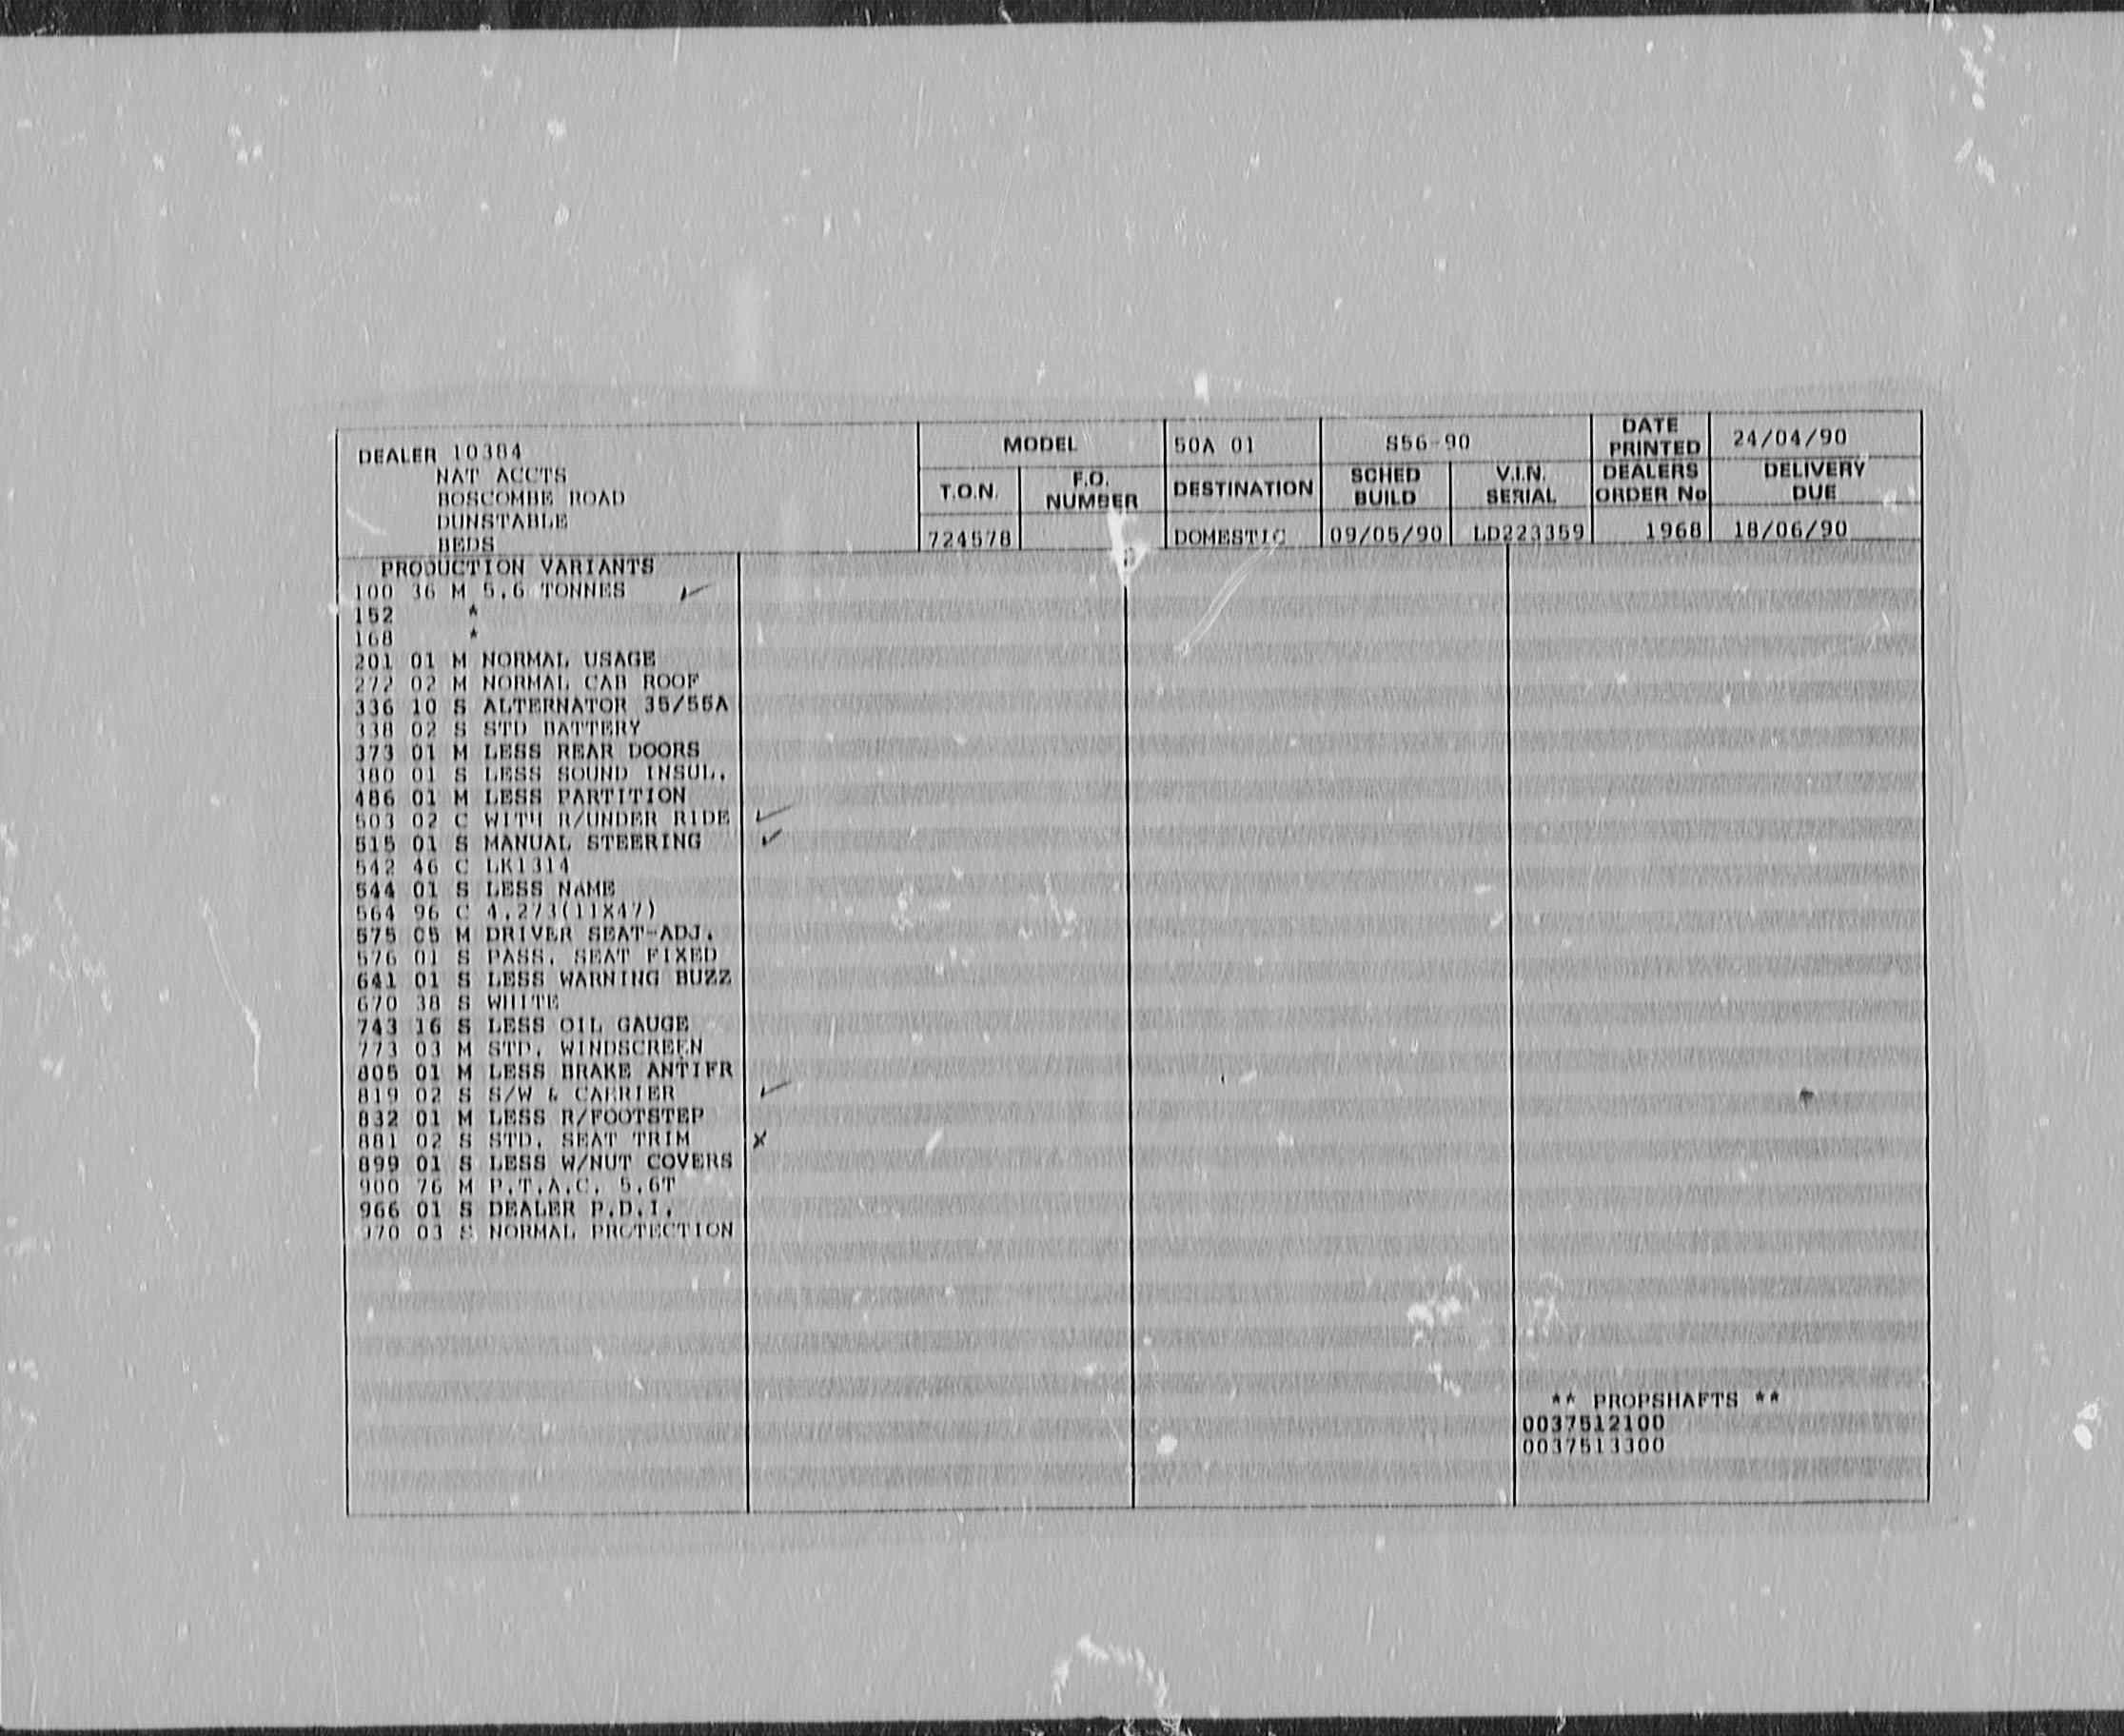 DEALER 10384
NAT ACCTS
BOSCOMBE ROAD
DUNSTABLE
BEDS
MODEL 50A 01 S56-90 DATE PRINTED 24/04/90
T.O.N. F.O. NUMBER DESTINATION SCHED BUILD V.I.N. SERIAL DEALERS ORDER No DELIVERY DUE
724578 DOMESTIC 09/05/90 LD223359 1968 18/06/90
PRODUCTION VARIANTS
100 36 M 5.6 TONNES ✓
152 *
168 *
201 01 M NORMAL USAGE
272 02 M NORMAL CAB ROOF
336 10 S ALTERNATOR 35/55A
338 02 S STD BATTERY
373 01 M LESS REAR DOORS
380 01 S LESS SOUND INSUL.
486 01 M LESS PARTITION
503 02 C WITH R/UNDER RIDE ✓
515 01 S MANUAL STEERING ✓
542 46 C LK1314
544 01 S LESS NAME
564 96 C 4.273(11X47)
575 05 M DRIVER SEAT-ADJ.
576 01 S PASS. SEAT FIXED
641 01 S LESS WARNING BUZZ
670 38 S WHITE
743 16 S LESS OIL GAUGE
773 03 M STD. WINDSCREEN
805 01 M LESS BRAKE ANTIFR
819 02 S S/W & CARRIER ✓
832 01 M LESS R/FOOTSTEP
881 02 S STD. SEAT TRIM X
899 01 S LESS W/NUT COVERS
900 76 M P.T.A.C. 5.6T
966 01 S DEALER P.D.I.
970 03 S NORMAL PROTECTION
** PROPSHAFTS **
0037512100
0037513300